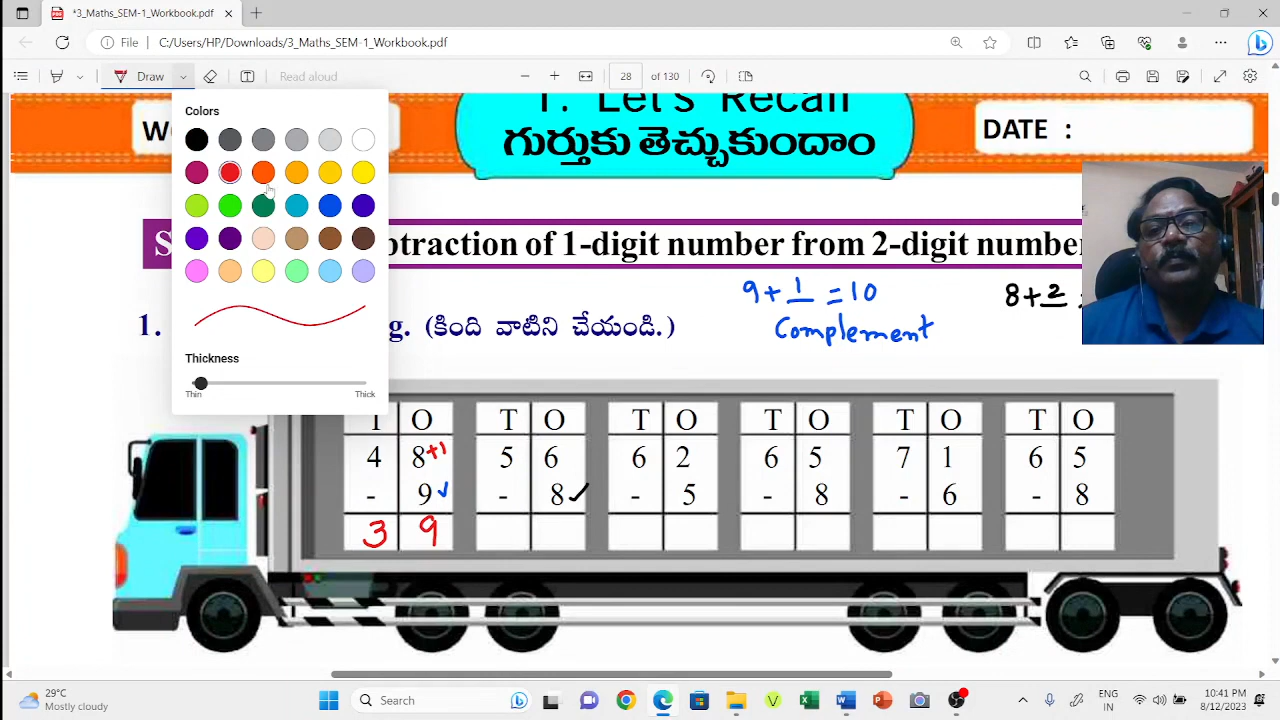 *3_Maths_SEM-1_Workbook.pdf
File C:/Users/HP/Downloads/3_Maths_SEM-1_Workbook.pdf
Draw Read aloud 28 of 130
Colors
Thickness
Thin Thick
1. Let's Recall
గుర్తుకు తెచ్చుకుందాం
DATE :
btraction of 1-digit number from 2-digit number
9+1=10
8+2
1. g. (కింది వాటిని చేయండి.)
Complement
T O T O T O T O T O T O
4 8+1 5 6 6 2 6 5 7 1 6 5
- 9 - 8 - 5 - 8 - 6 - 8
3 9
29°C
Mostly cloudy
Search
ENG
IN
10:41 PM
8/12/2023